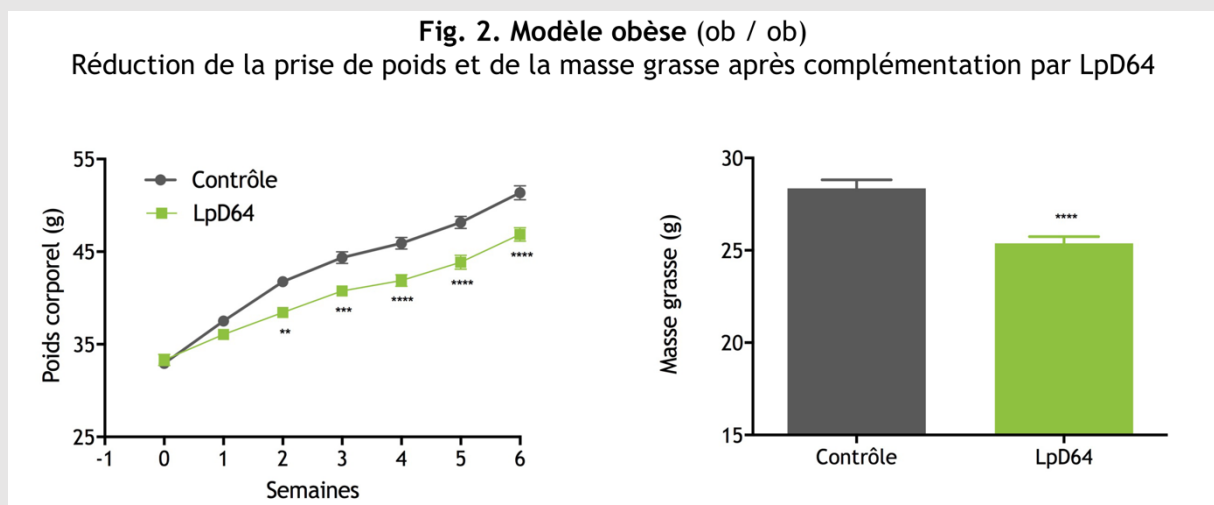 Fig. 2. Modèle obèse (ob / ob)
Réduction de la prise de poids et de la masse grasse après complémentation par LpD64
Poids corporel (g)
55
45
35
25
Contrôle
LpD64
**
***
****
****
****
-1 0 1 2 3 4 5 6
Semaines
Masse grasse (g)
30
25
20
15
****
Contrôle LpD64